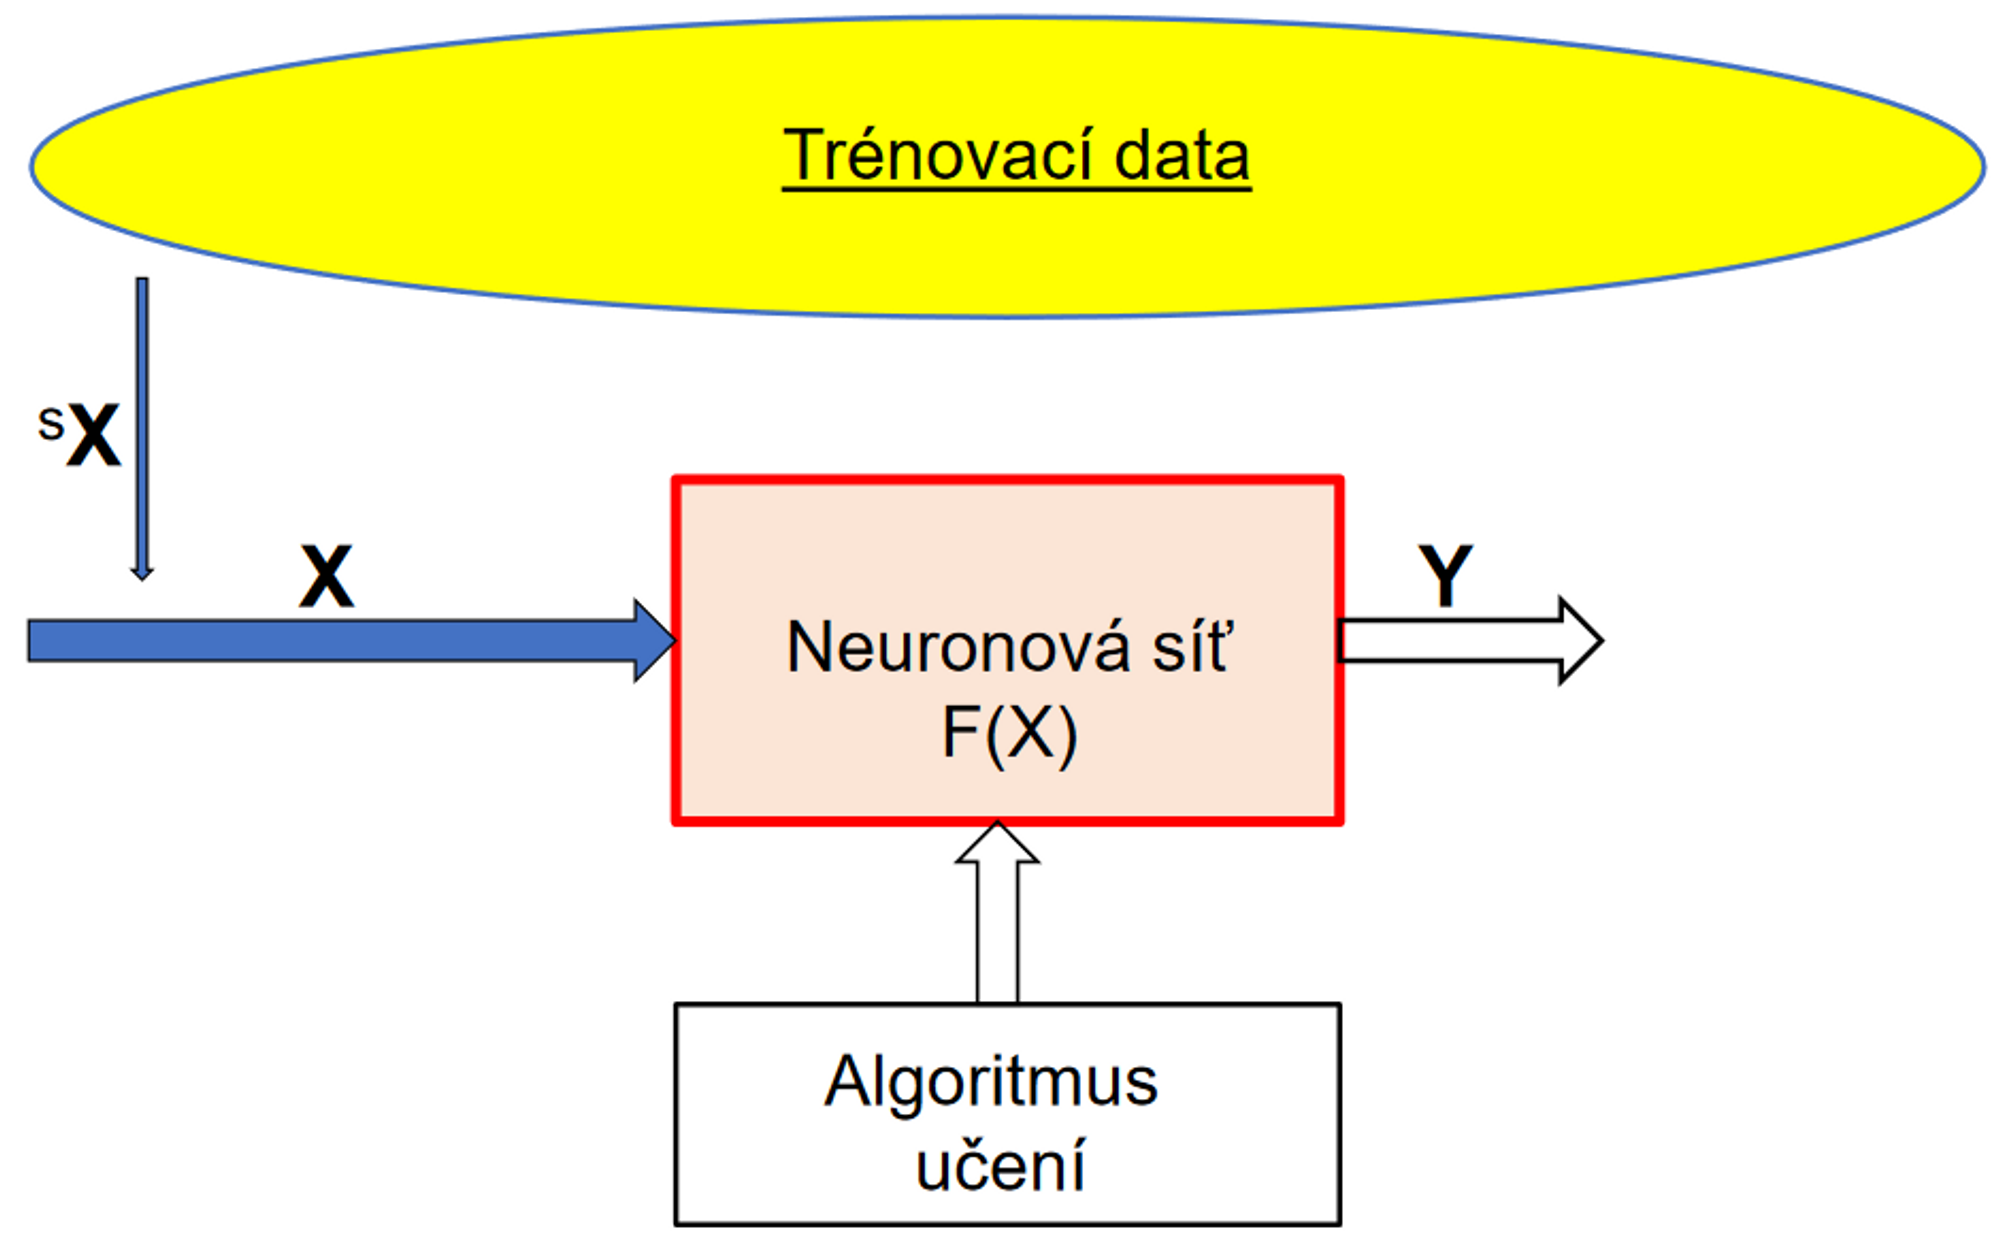 Trénovací data
ˢX
X
Y
Neuronová síť
F(X)
Algoritmus
učení